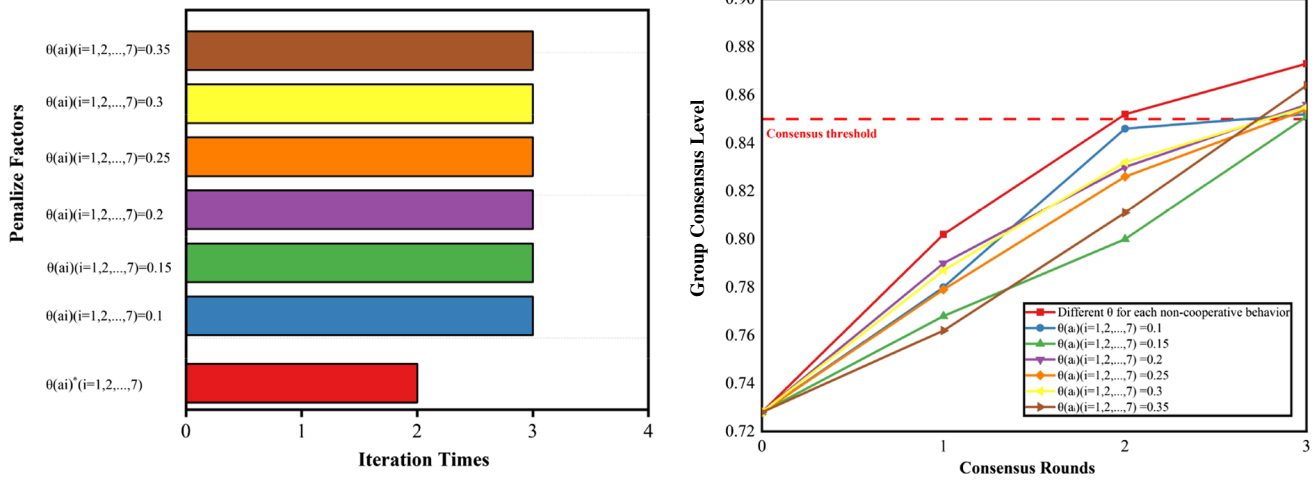 Penalize Factors
θ(ai)(i=1,2,...,7)=0.35
θ(ai)(i=1,2,...,7)=0.3
θ(ai)(i=1,2,...,7)=0.25
θ(ai)(i=1,2,...,7)=0.2
θ(ai)(i=1,2,...,7)=0.15
θ(ai)(i=1,2,...,7)=0.1
θ(ai)*(i=1,2,...,7)
0 1 2 3 4
Iteration Times
Group Consensus Level
0.90
0.88
0.86
0.84
0.82
0.80
0.78
0.76
0.74
0.72
Consensus threshold
Different θ for each non-cooperative behavior
θ(aᵢ)(i=1,2,...,7) =0.1
θ(aᵢ)(i=1,2,...,7) =0.15
θ(aᵢ)(i=1,2,...,7) =0.2
θ(aᵢ)(i=1,2,...,7) =0.25
θ(aᵢ)(i=1,2,...,7) =0.3
θ(aᵢ)(i=1,2,...,7) =0.35
0 1 2 3
Consensus Rounds